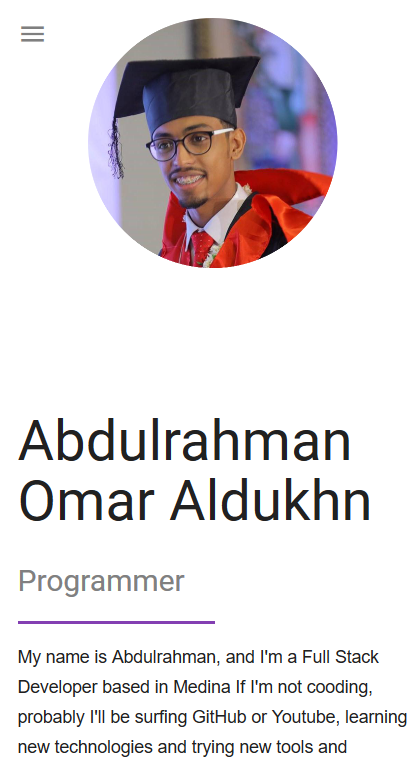 Abdulrahman
Omar Aldukhn
Programmer
My name is Abdulrahman, and I'm a Full Stack
Developer based in Medina If I'm not cooding,
probably I'll be surfing GitHub or Youtube, learning
new technologies and trying new tools and